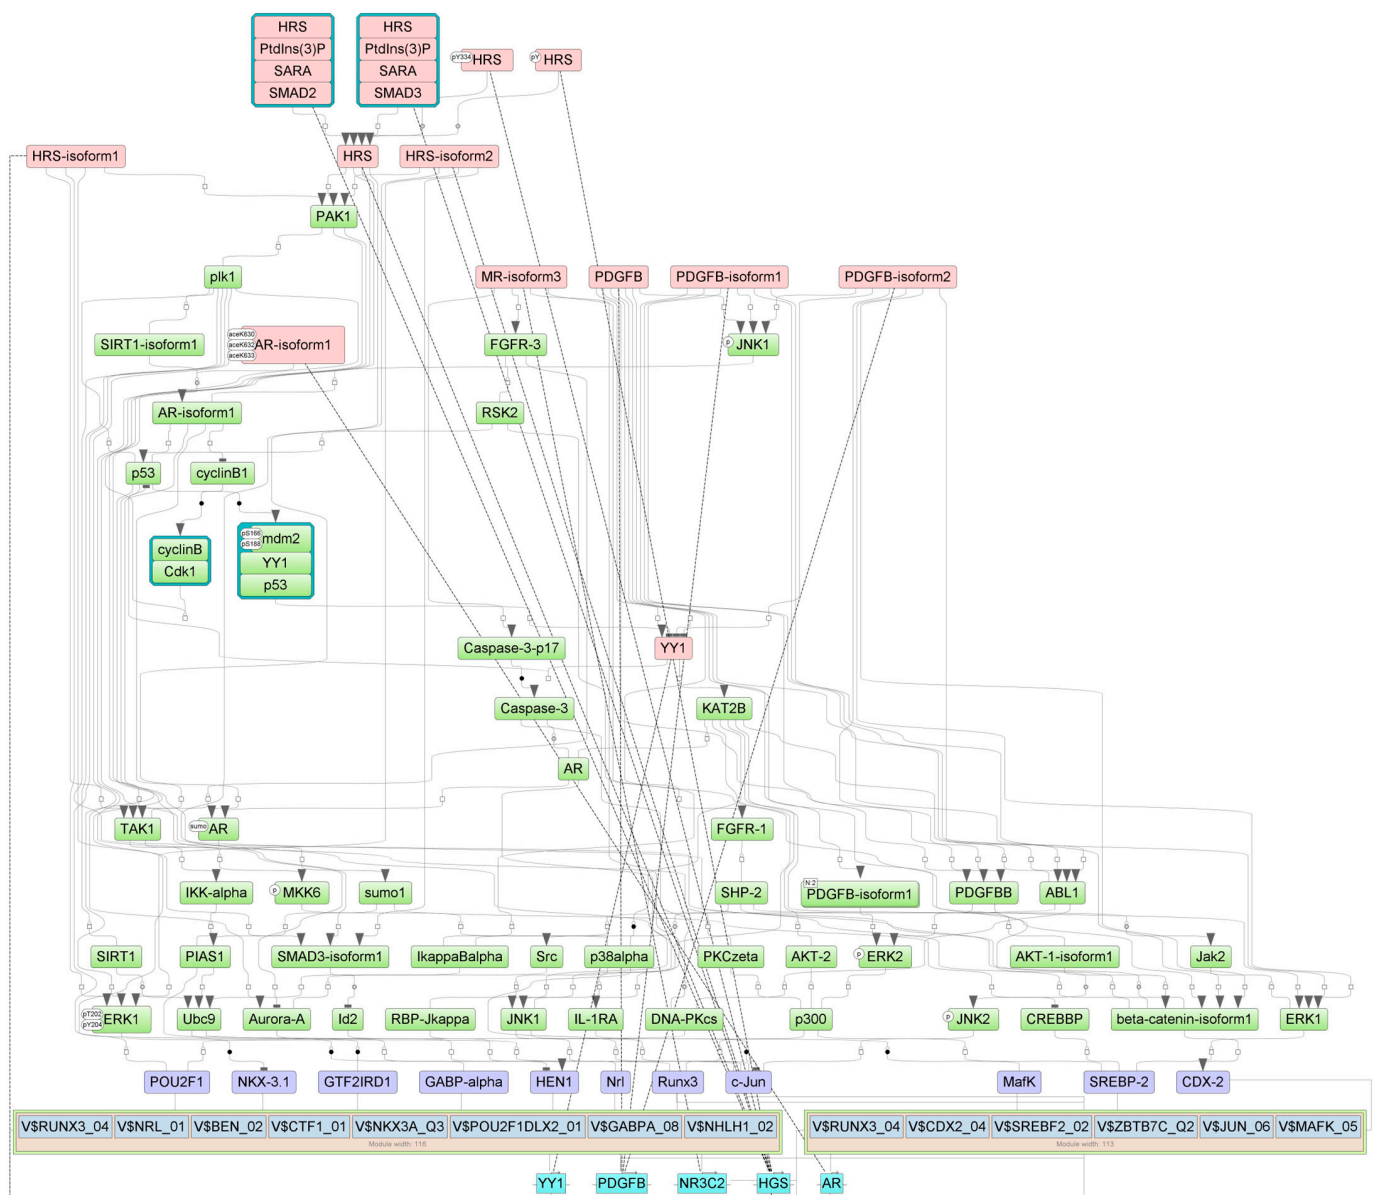 HRS
PtdIns(3)P
SARA
SMAD2
HRS
PtdIns(3)P
SARA
SMAD3
pY334 HRS
pY HRS
HRS-isoform1
HRS
HRS-isoform2
PAK1
plk1
MR-isoform3
PDGFB
PDGFB-isoform1
PDGFB-isoform2
SIRT1-isoform1
aceK630
aceK632
aceK633
AR-isoform1
FGFR-3
p JNK1
AR-isoform1
RSK2
p53
cyclinB1
cyclinB
Cdk1
pS166
pS188
mdm2
YY1
p53
Caspase-3-p17
YY1
Caspase-3
KAT2B
AR
TAK1
sumo AR
FGFR-1
IKK-alpha
p MKK6
sumo1
SHP-2
N:2
PDGFB-isoform1
PDGFBB
ABL1
SIRT1
PIAS1
SMAD3-isoform1
IkappaBalpha
Src
p38alpha
PKCzeta
AKT-2
p ERK2
AKT-1-isoform1
Jak2
pT202
pY204
ERK1
Ubc9
Aurora-A
Id2
RBP-Jkappa
JNK1
IL-1RA
DNA-PKcs
p300
p JNK2
CREBBP
beta-catenin-isoform1
ERK1
POU2F1
NKX-3.1
GTF2IRD1
GABP-alpha
HEN1
Nrl
Runx3
c-Jun
MafK
SREBP-2
CDX-2
V$RUNX3_04
V$NRL_01
V$BEN_02
V$CTF1_01
V$NKX3A_Q3
V$POU2F1DLX2_01
V$GABPA_08
V$NHLH1_02
Module width: 116
V$RUNX3_04
V$CDX2_04
V$SREBF2_02
V$ZBTB7C_Q2
V$JUN_06
V$MAFK_05
Module width: 113
YY1
PDGFB
NR3C2
HGS
AR